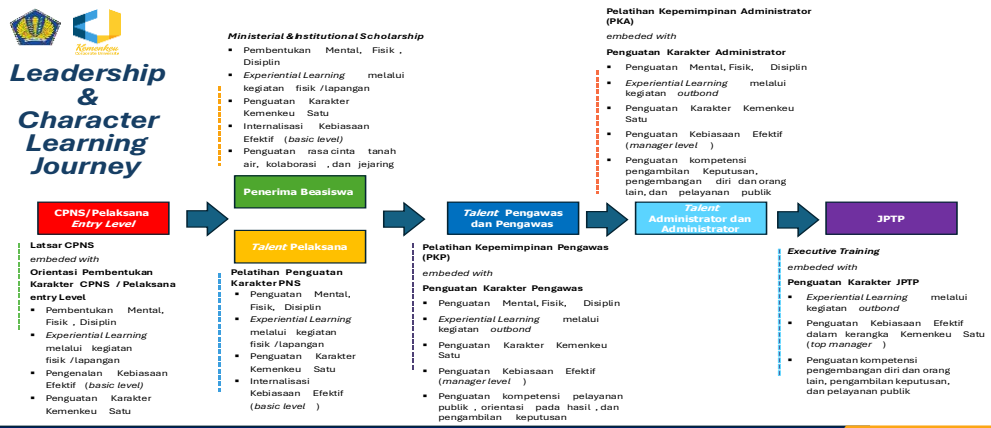 Kemenkeu
Leadership
&
Character
Learning
Journey
Ministerial & Institutional Scholarship
▪ Pembentukan Mental, Fisik ,
Disiplin
▪ Experiential Learning melalui
kegiatan fisik /lapangan
▪ Penguatan Karakter
Kemenkeu Satu
▪ Internalisasi Kebiasaan
Efektif (basic level)
▪ Penguatan rasa cinta tanah
air, kolaborasi , dan jejaring
Pelatihan Kepemimpinan Administrator
(PKA)
embeded with
Penguatan Karakter Administrator
▪ Penguatan Mental, Fisik, Disiplin
▪ Experiential Learning melalui
kegiatan outbond
▪ Penguatan Karakter Kemenkeu
Satu
▪ Penguatan Kebiasaan Efektif
(manager level )
▪ Penguatan kompetensi
pengambilan Keputusan,
pengembangan diri dan orang
lain, dan pelayanan publik
CPNS/Pelaksana
Entry Level
Penerima Beasiswa
Talent Pelaksana
Talent Pengawas
dan Pengawas
Talent
Administrator dan
Administrator
JPTP
Latsar CPNS
embeded with
Orientasi Pembentukan
Karakter CPNS / Pelaksana
entry Level
▪ Pembentukan Mental,
Fisik , Disiplin
▪ Experiential Learning
melalui kegiatan
fisik /lapangan
▪ Pengenalan Kebiasaan
Efektif (basic level)
▪ Penguatan Karakter
Kemenkeu Satu
Pelatihan Penguatan
Karakter PNS
▪ Penguatan Mental,
Fisik, Disiplin
▪ Experiential Learning
melalui kegiatan
fisik /lapangan
▪ Penguatan Karakter
Kemenkeu Satu
▪ Internalisasi
Kebiasaan Efektif
(basic level )
Pelatihan Kepemimpinan Pengawas
(PKP)
embeded with
Penguatan Karakter Pengawas
▪ Penguatan Mental, Fisik, Disiplin
▪ Experiential Learning melalui
kegiatan outbond
▪ Penguatan Karakter Kemenkeu
Satu
▪ Penguatan Kebiasaan Efektif
(manager level )
▪ Penguatan kompetensi pelayanan
publik , orientasi pada hasil , dan
pengambilan keputusan
Executive Training
embeded with
Penguatan Karakter JPTP
▪ Experiential Learning melalui
kegiatan outbond
▪ Penguatan Kebiasaan Efektif
dalam kerangka Kemenkeu Satu
(top manager )
▪ Penguatan kompetensi
pengembangan diri dan orang
lain, pengambilan keputusan,
dan pelayanan publik